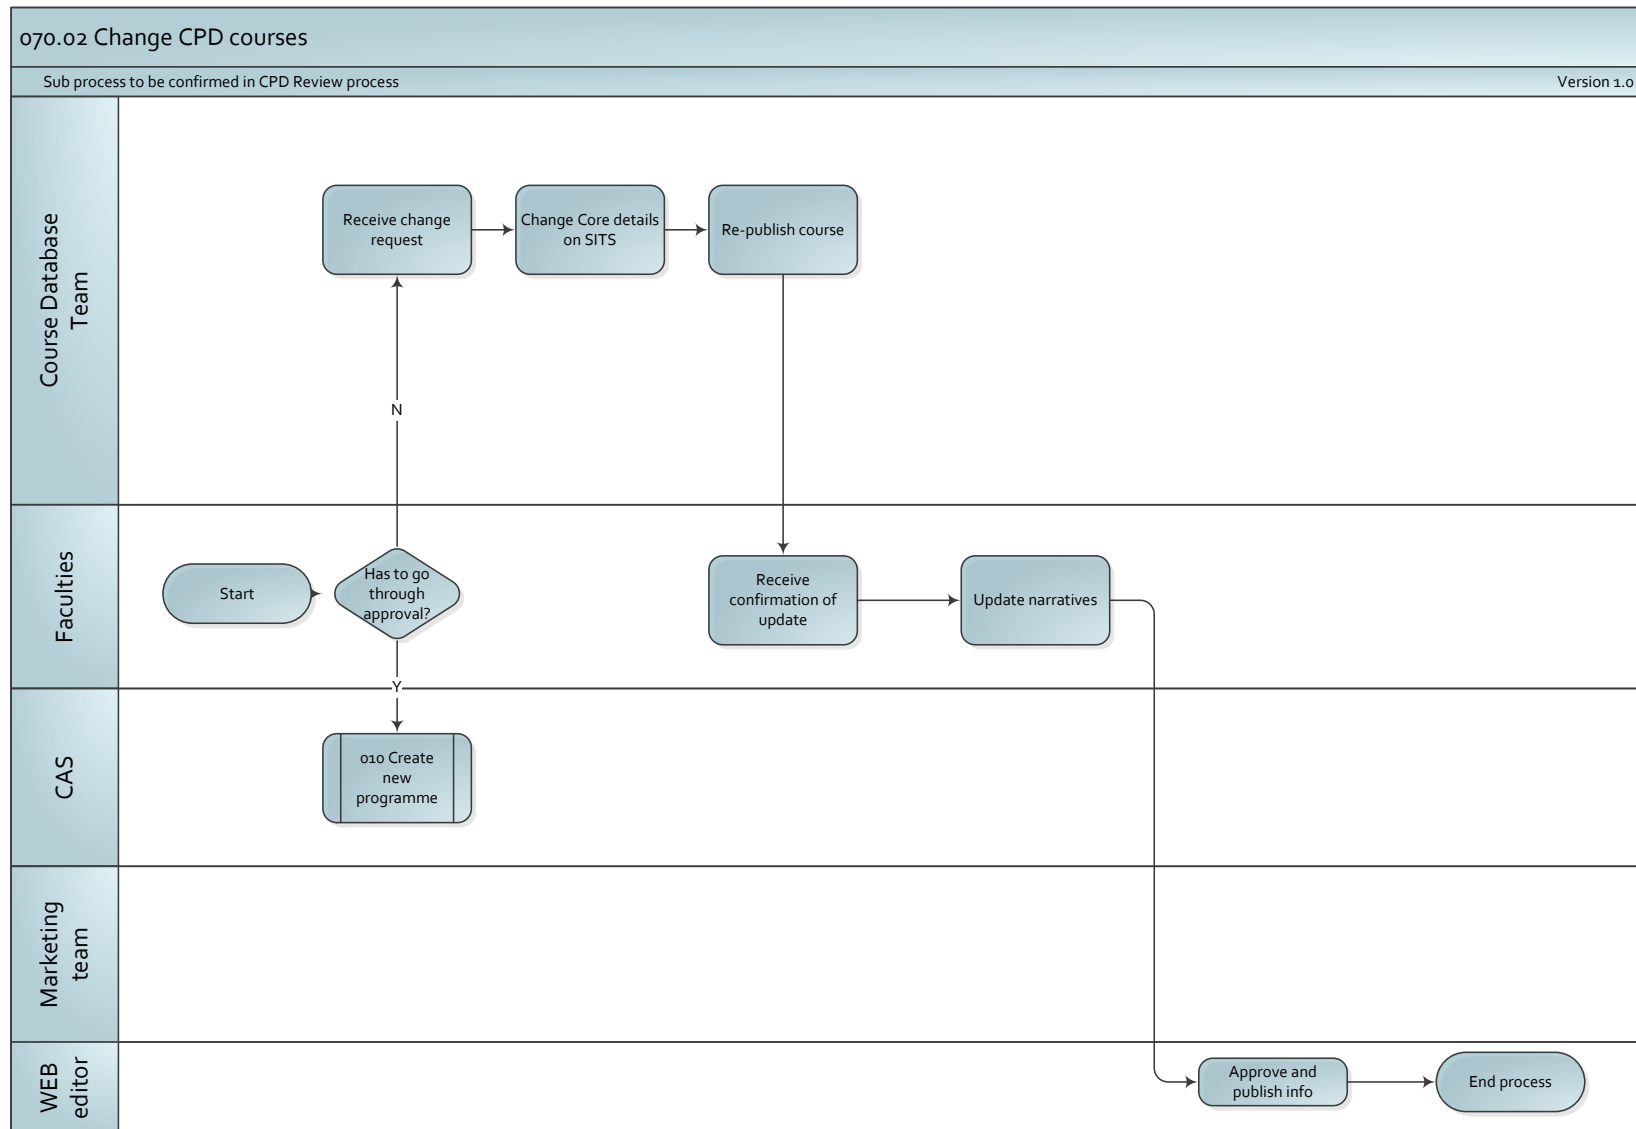 070.02 Change CPD courses
Sub process to be confirmed in CPD Review process
Version 1.0
Course Database
Team
Receive change
request
Change Core details
on SITS
Re-publish course
N
Faculties
Start
Has to go
through
approval?
Receive
confirmation of
update
Update narratives
Y
CAS
010 Create
new
programme
Marketing
team
WEB
editor
Approve and
publish info
End process